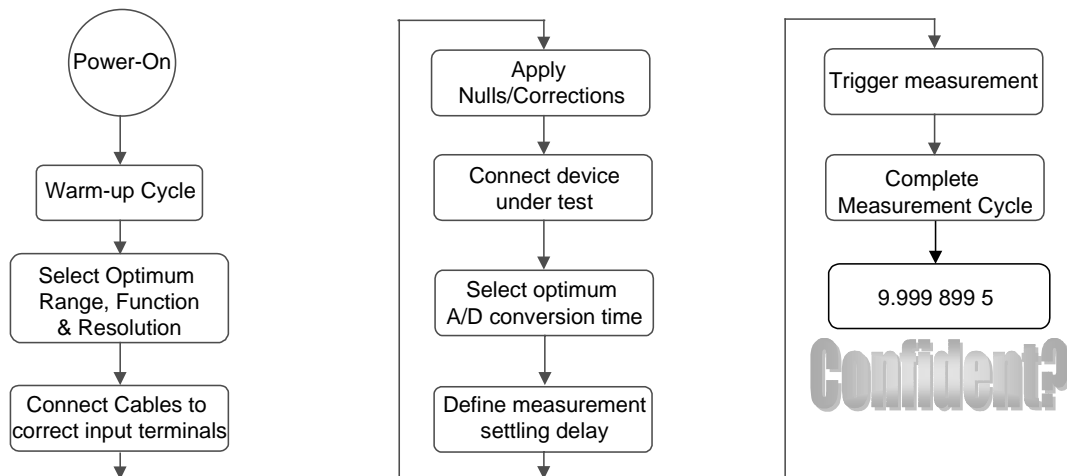 Power-On
Warm-up Cycle
Select Optimum
Range, Function
& Resolution
Connect Cables to
correct input terminals
Apply
Nulls/Corrections
Connect device
under test
Select optimum
A/D conversion time
Define measurement
settling delay
Trigger measurement
Complete
Measurement Cycle
9.999 899 5
Confident?